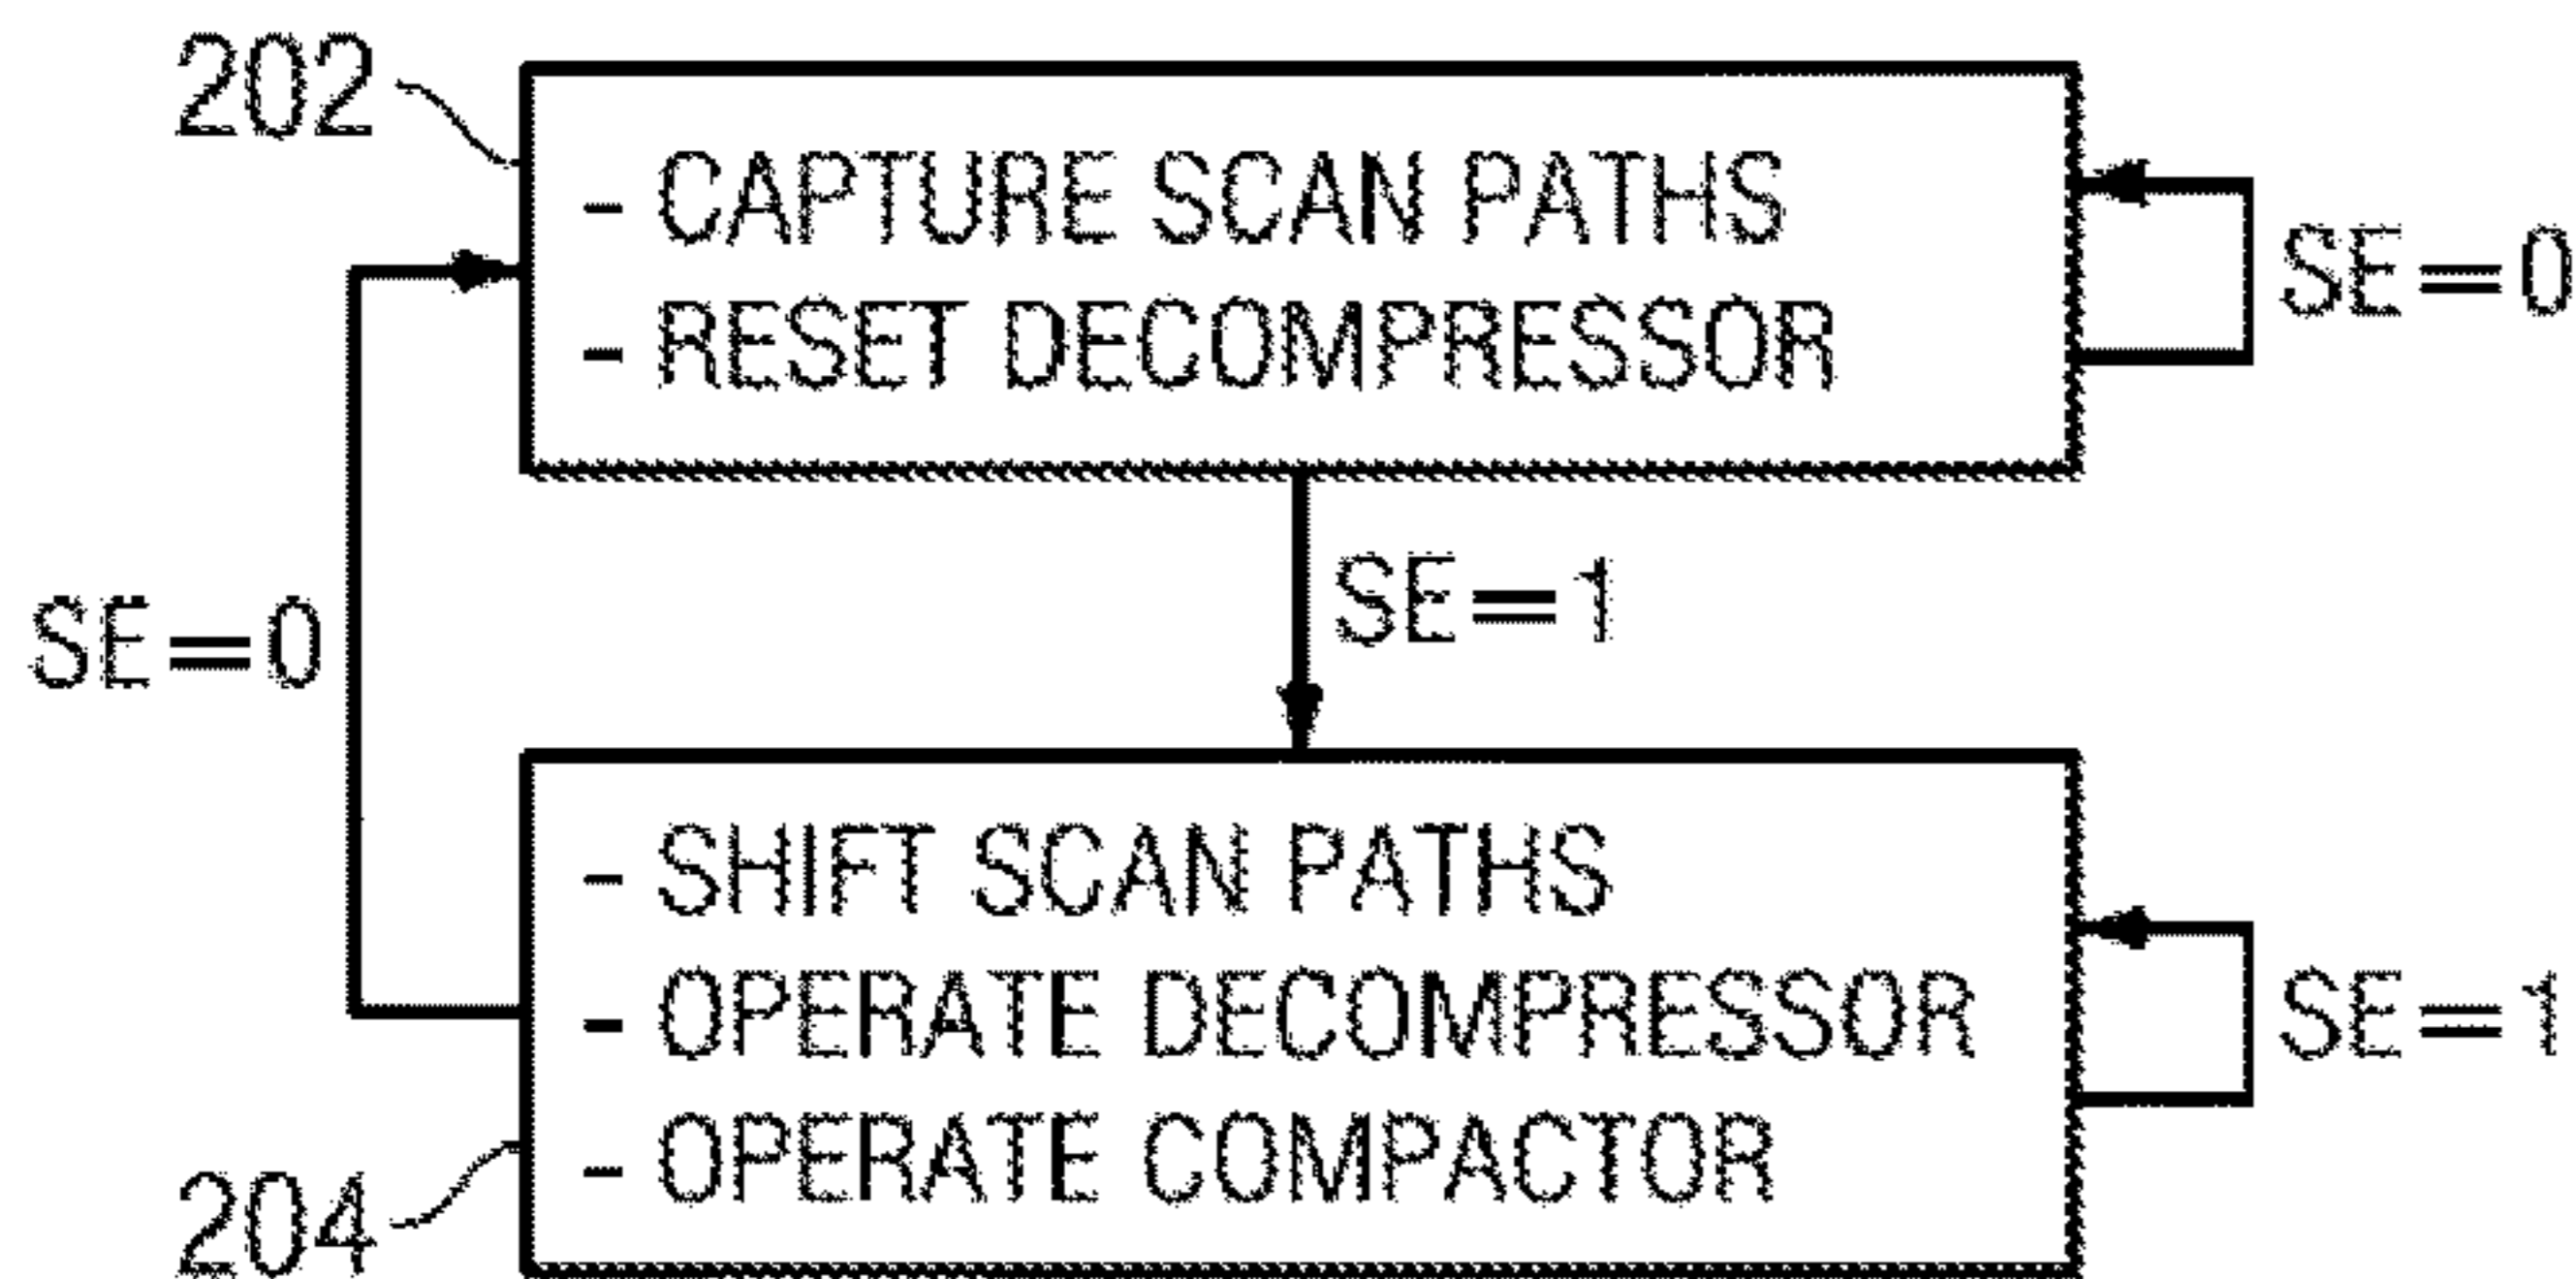 202
- CAPTURE SCAN PATHS
- RESET DECOMPRESSOR
SE=0
SE=0
SE=1
- SHIFT SCAN PATHS
- OPERATE DECOMPRESSOR
- OPERATE COMPACTOR
SE=1
204